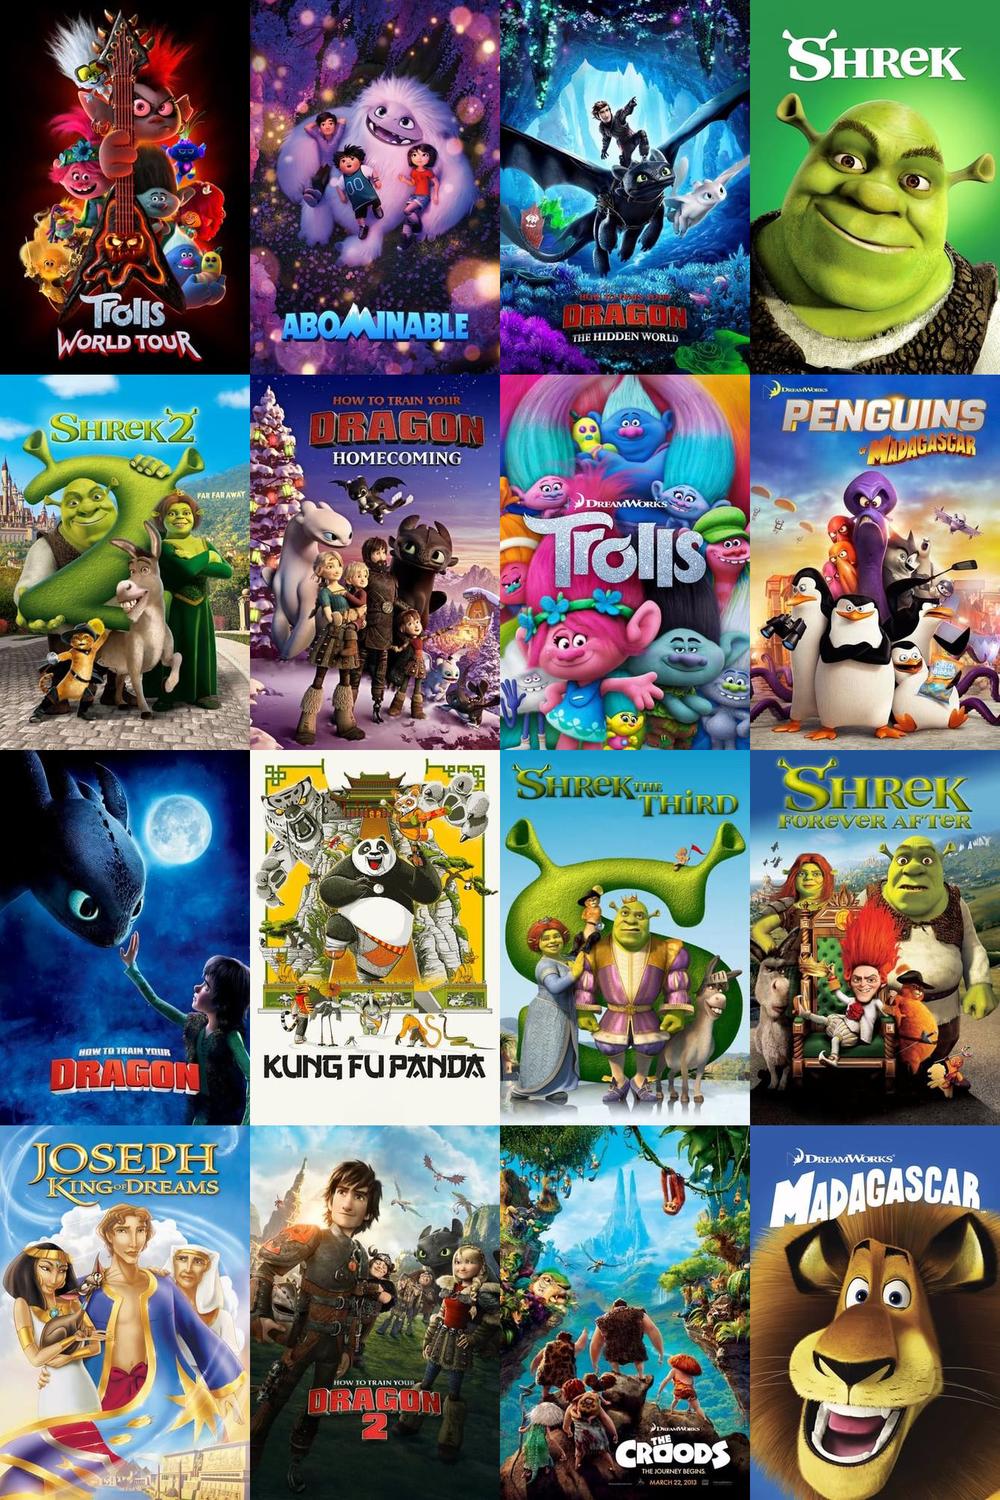 Trolls
WORLD TOUR
10
ABOMINABLE
HOW TO TRAIN YOUR
DRAGON
THE HIDDEN WORLD
SHREK
SHREK 2
FAR FAR AWAY
HOW TO TRAIN YOUR
DRAGON
HOMECOMING
DREAMWORKS
Trolls
DREAMWORKS
PENGUINS
OF MADAGASCAR
HOW TO TRAIN YOUR
DRAGON
KUNG FU PANDA
SHREK THE
THIRD
SHREK
FOREVER AFTER
JOSEPH
KING OF DREAMS
HOW TO TRAIN YOUR
DRAGON
2
DREAMWORKS
THE
CROODS
THE JOURNEY BEGINS
MARCH 22, 2013
DREAMWORKS
MADAGASCAR